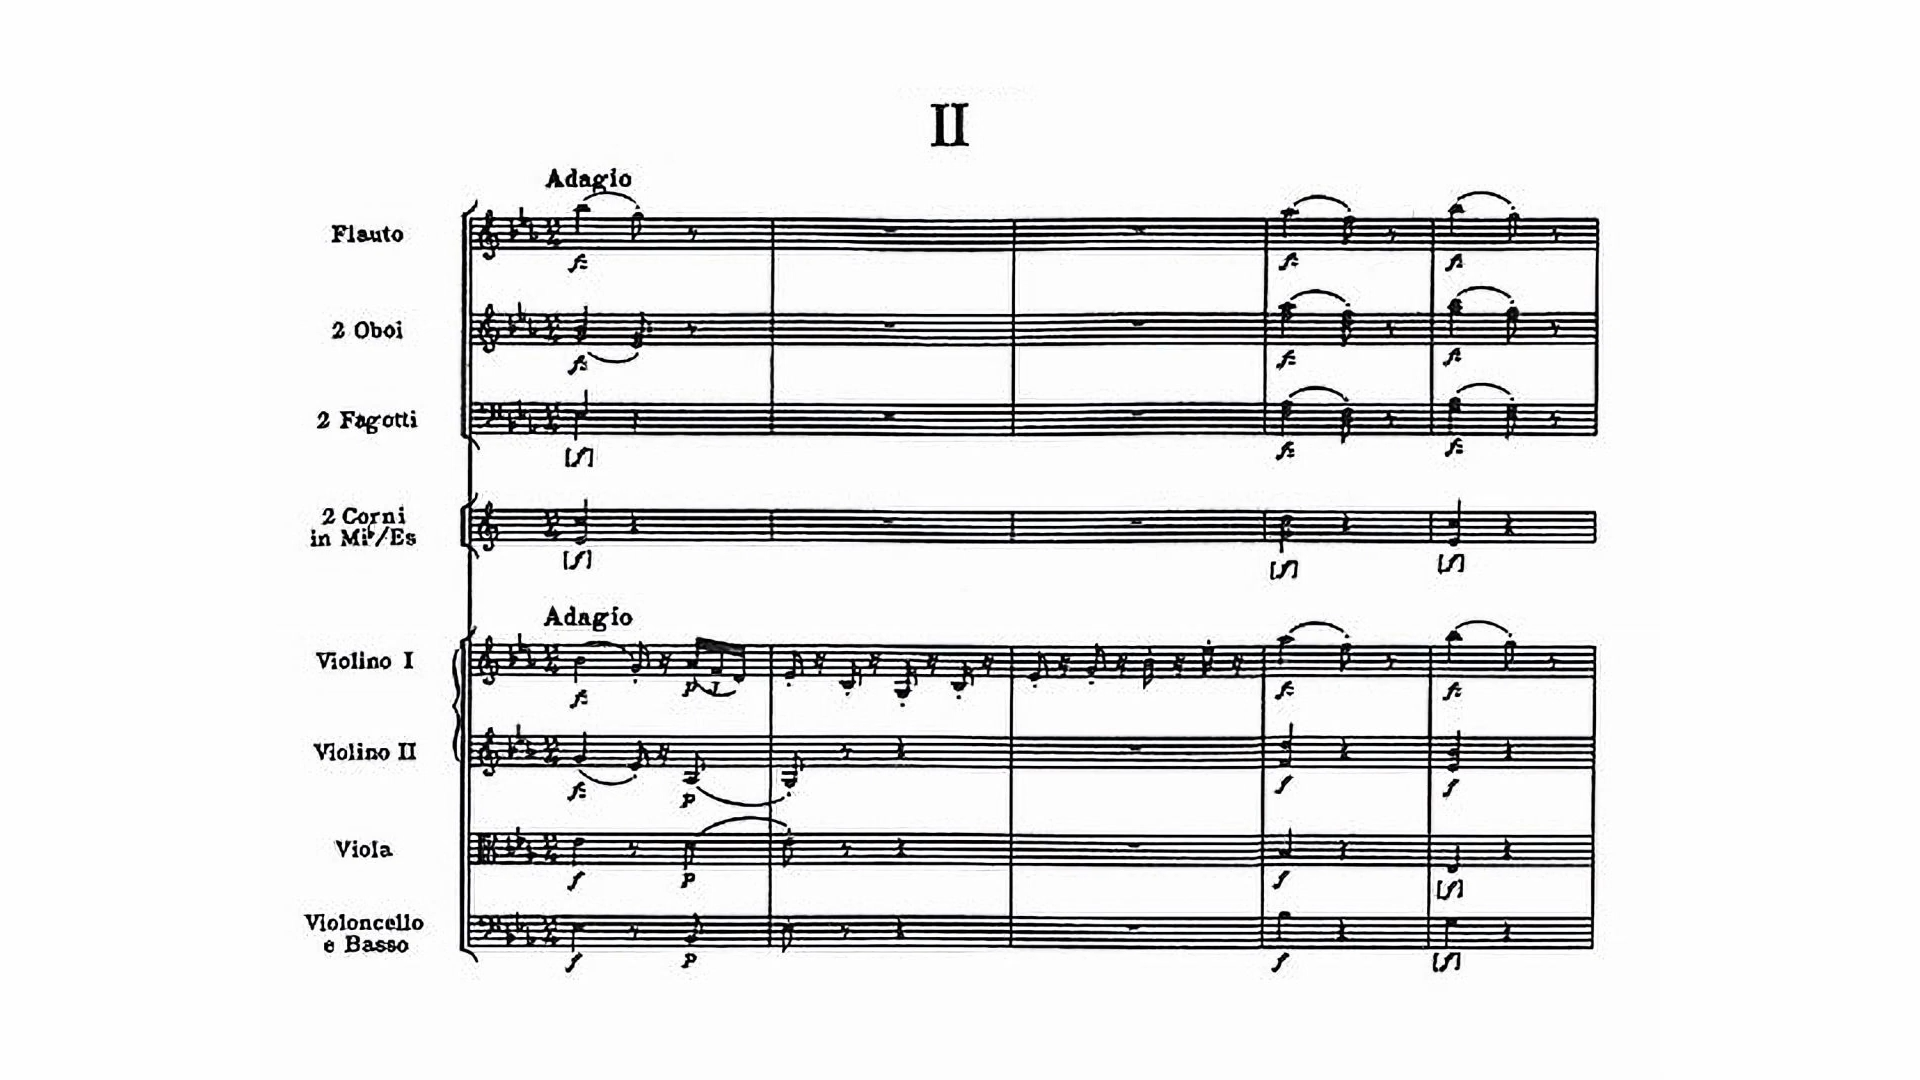 II
Adagio
Flauto
2 Oboi
2 Fagotti
[f]
2 Corni
in Mi♭/Es
[f]
[f]
[f]
Adagio
Violino I
p
Violino II
p
f
f
Viola
f
p
f
[f]
Violoncello
e Basso
f
p
f
[f]